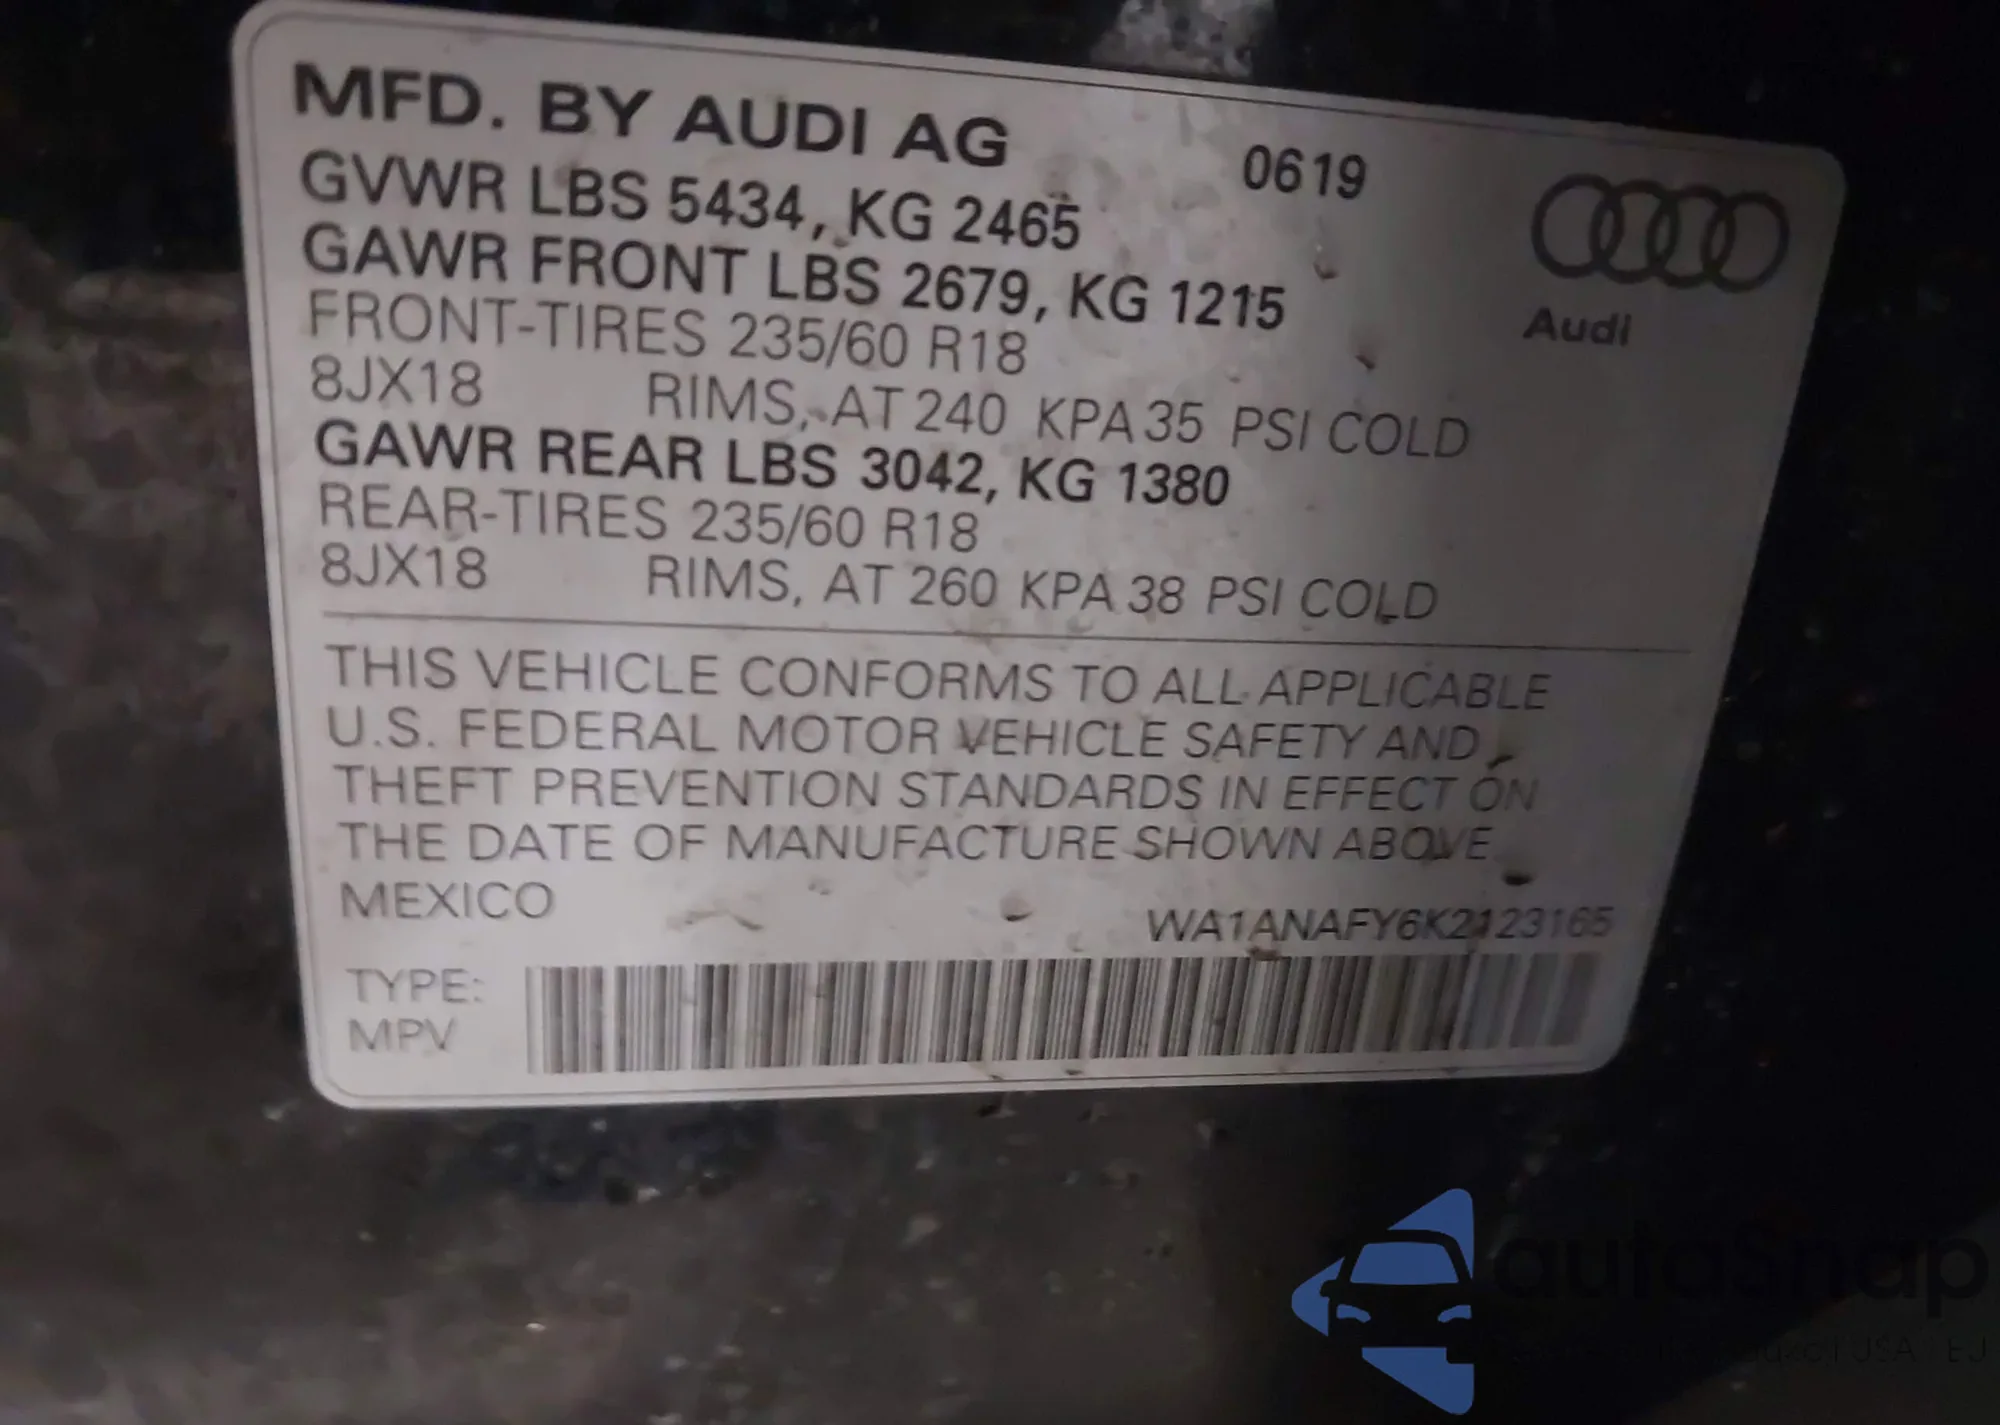 MFD. BY AUDI AG
0619
GVWR LBS 5434, KG 2465
GAWR FRONT LBS 2679, KG 1215
Audi
FRONT-TIRES 235/60 R18
8JX18 RIMS, AT 240 KPA 35 PSI COLD
GAWR REAR LBS 3042, KG 1380
REAR-TIRES 235/60 R18
8JX18 RIMS, AT 260 KPA 38 PSI COLD
THIS VEHICLE CONFORMS TO ALL APPLICABLE
U.S. FEDERAL MOTOR VEHICLE SAFETY AND
THEFT PREVENTION STANDARDS IN EFFECT ON
THE DATE OF MANUFACTURE SHOWN ABOVE
MEXICO
WA1ANAFY6K2123165
TYPE:
MPV
autoSnap
USA